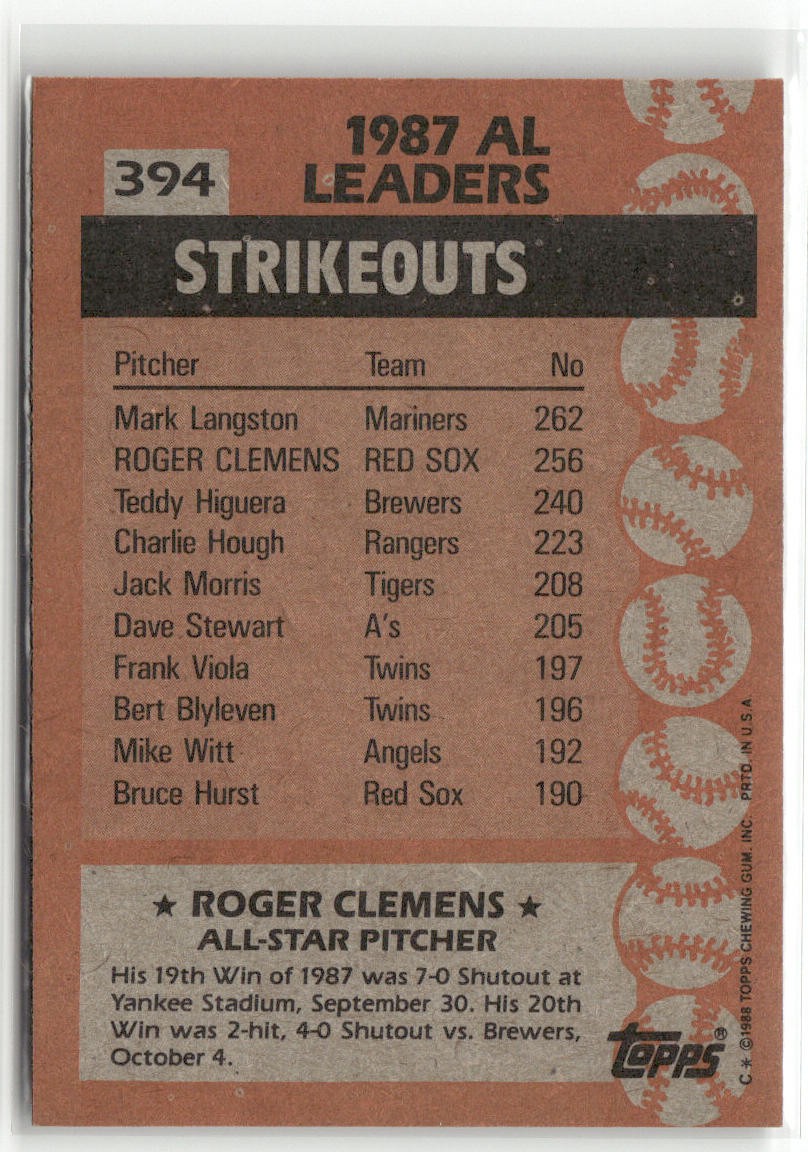 394
1987 AL
LEADERS
STRIKEOUTS
Pitcher Team No
Mark Langston Mariners 262
ROGER CLEMENS RED SOX 256
Teddy Higuera Brewers 240
Charlie Hough Rangers 223
Jack Morris Tigers 208
Dave Stewart A's 205
Frank Viola Twins 197
Bert Blyleven Twins 196
Mike Witt Angels 192
Bruce Hurst Red Sox 190
★ ROGER CLEMENS ★
ALL-STAR PITCHER
His 19th Win of 1987 was 7-0 Shutout at
Yankee Stadium, September 30. His 20th
Win was 2-hit, 4-0 Shutout vs. Brewers,
October 4.
TOPPS®
C * ©1988 TOPPS CHEWING GUM, INC. PRTD. IN U.S.A